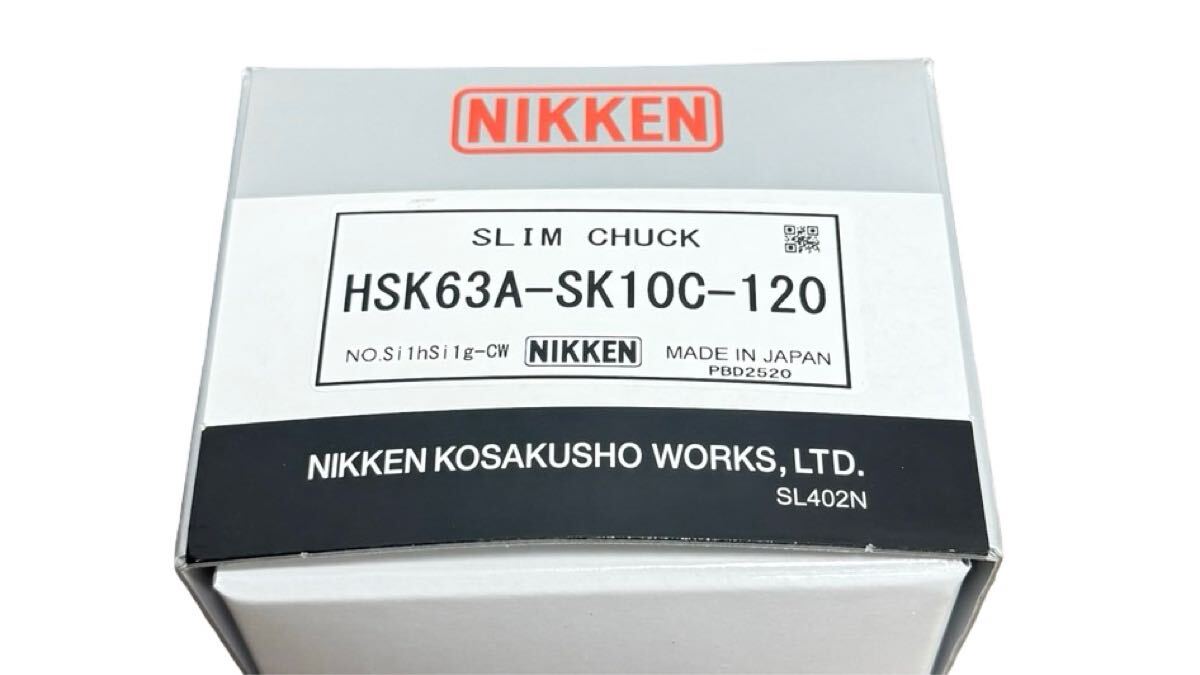 NIKKEN
SLIM CHUCK
HSK63A-SK10C-120
NO.Si1hSi1g-CW NIKKEN MADE IN JAPAN
PBD2520
NIKKEN KOSAKUSHO WORKS, LTD.
SL402N